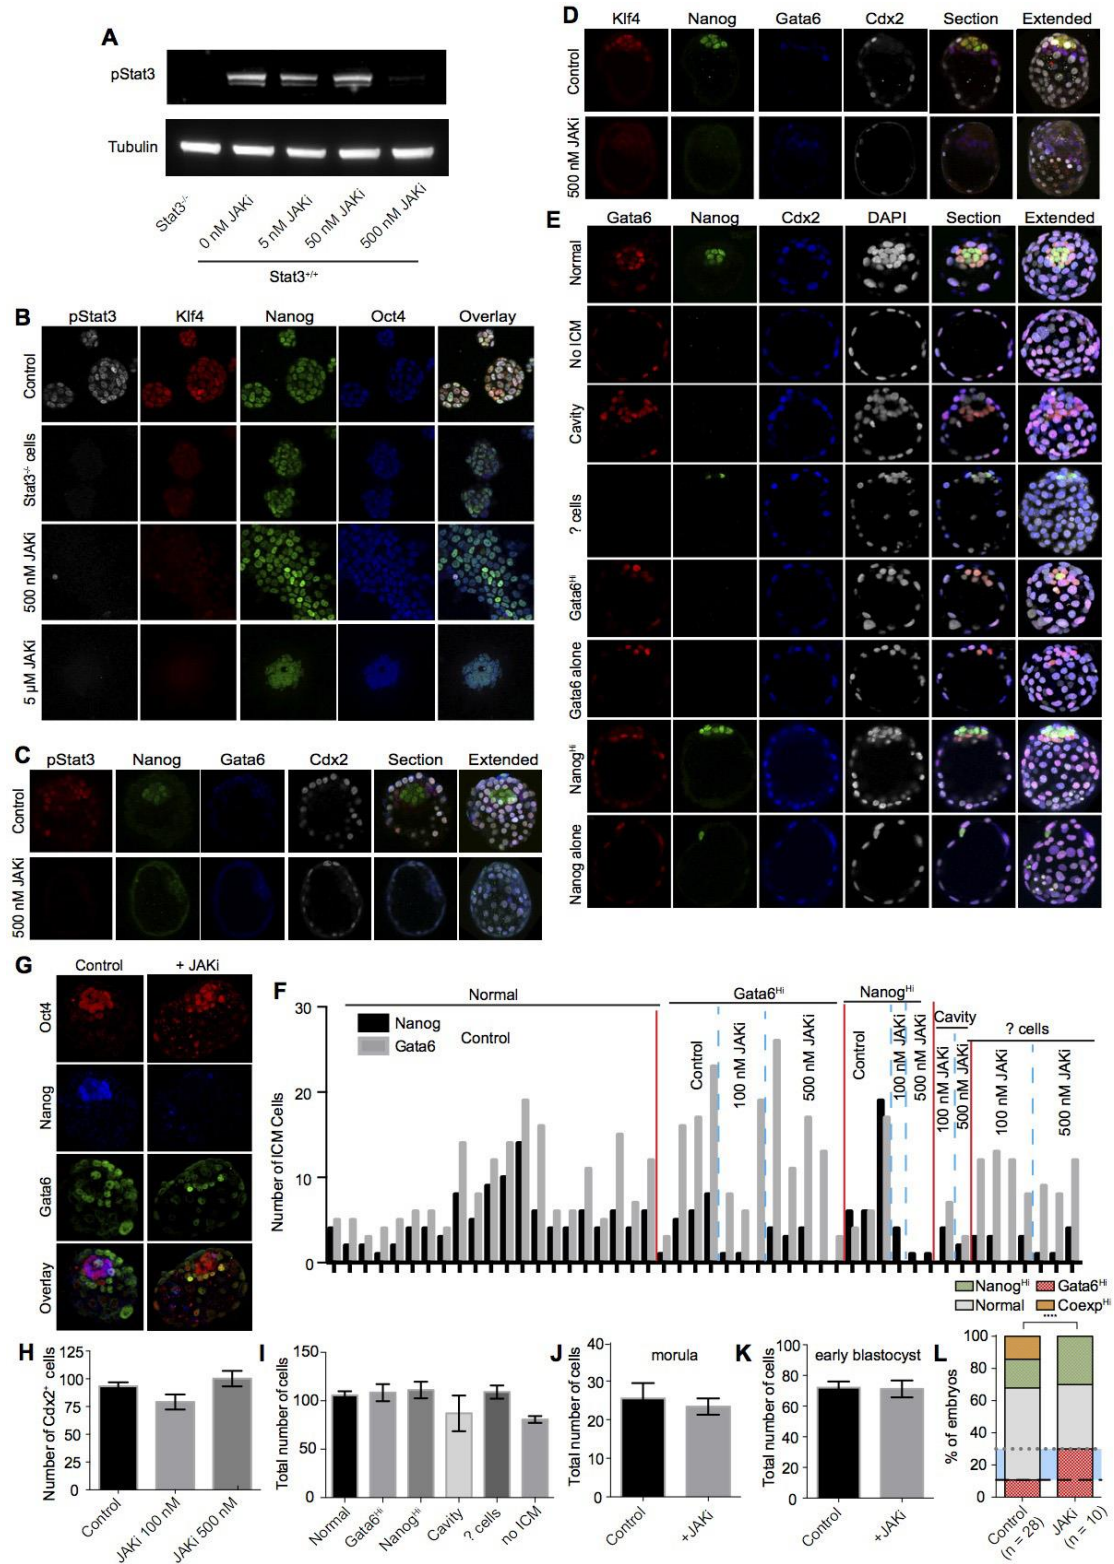 A
pStat3
Tubulin
Stat3-/-
0 nM JAKi
5 nM JAKi
50 nM JAKi
500 nM JAKi
Stat3+/+
B
pStat3 Klf4 Nanog Oct4 Overlay
Control
Stat3-/- cells
500 nM JAKi
5 µM JAKi
C
pStat3 Nanog Gata6 Cdx2 Section Extended
Control
500 nM JAKi
D
Klf4 Nanog Gata6 Cdx2 Section Extended
Control
500 nM JAKi
E
Gata6 Nanog Cdx2 DAPI Section Extended
Normal
No ICM
Cavity
? cells
Gata6Hi
Gata6 alone
NanogHi
Nanog alone
G
Control + JAKi
Oct4
Nanog
Gata6
Overlay
F
Number of ICM Cells
30
20
10
0
Nanog
Gata6
Normal
Control
Gata6Hi
Control
100 nM JAKi
500 nM JAKi
NanogHi
Control
100 nM JAKi
500 nM JAKi
Cavity
100 nM JAKi
500 nM JAKi
? cells
100 nM JAKi
500 nM JAKi
H
Number of Cdx2+ cells
125
100
75
50
25
0
Control
JAKi 100 nM
JAKi 500 nM
I
Total number of cells
150
100
50
0
Normal
Gata6Hi
NanogHi
Cavity
? cells
no ICM
J
morula
Total number of cells
40
30
20
10
0
Control
+JAKi
K
early blastocyst
Total number of cells
100
80
60
40
20
0
Control
+JAKi
L
NanogHi Gata6Hi
Normal CoexpHi
****
% of embryos
100
80
60
40
20
0
Control
(n = 28)
JAKi
(n = 10)